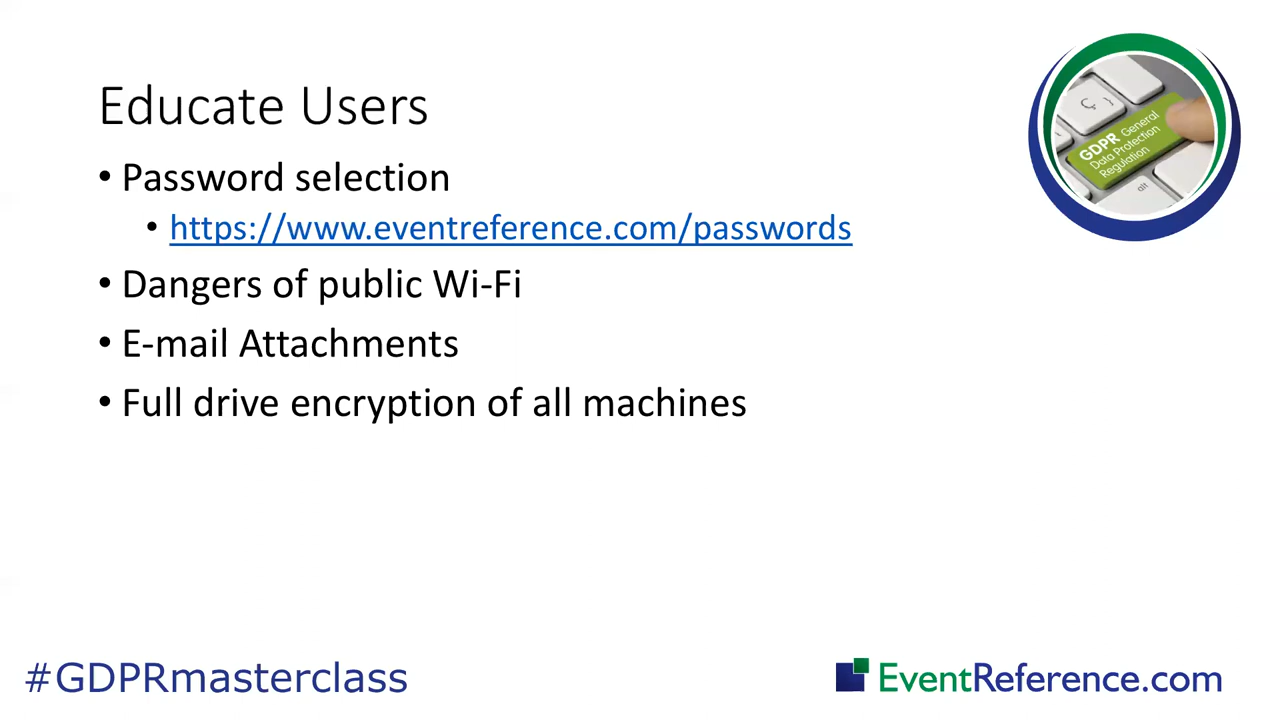 Educate Users
• Password selection
• https://www.eventreference.com/passwords
• Dangers of public Wi-Fi
• E-mail Attachments
• Full drive encryption of all machines
GDPR General
Data Protection
Regulation
Ç
alt
#GDPRmasterclass
EventReference.com